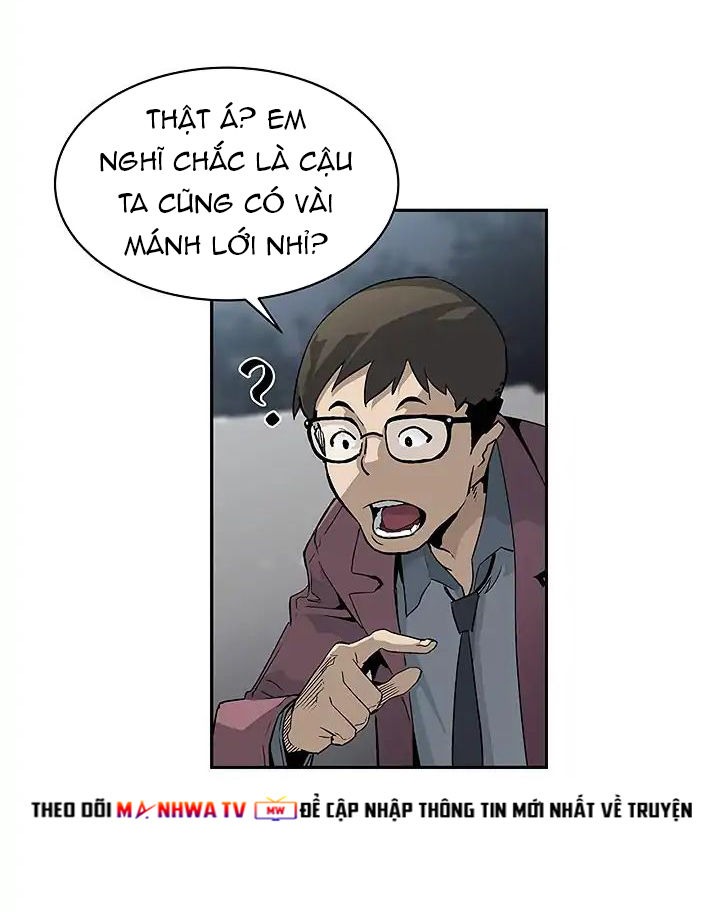 THẬT Á? EM
NGHĨ CHẮC LÀ CẬU
TA CŨNG CÓ VÀI
MÁNH LỚI NHỈ?
?
THEO DÕI MANHWA TV MW ĐỂ CẬP NHẬP THÔNG TIN MỚI NHẤT VỀ TRUYỆN